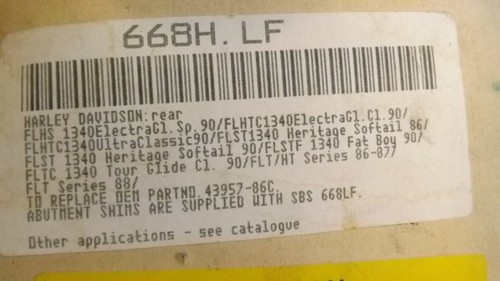 668H.LF
HARLEY DAVIDSON:rear
FLHS 1340ElectraGl.Sp.90/FLHTC1340ElectraGl.Cl.90/
FLHTC1340UltraClassic90/FLST1340 Heritage Softail 86/
FLST 1340 Heritage Softail 90/FLSTF 1340 Fat Boy 90/
FLTC 1340 Tour Glide Cl. 90/FLT/HT Series 86-87/
FLT Series 88/
TO REPLACE OEM PARTNO.43957-86C.
ABUTMENT SHIMS ARE SUPPLIED WITH SBS 668LF.
Other applications - see catalogue